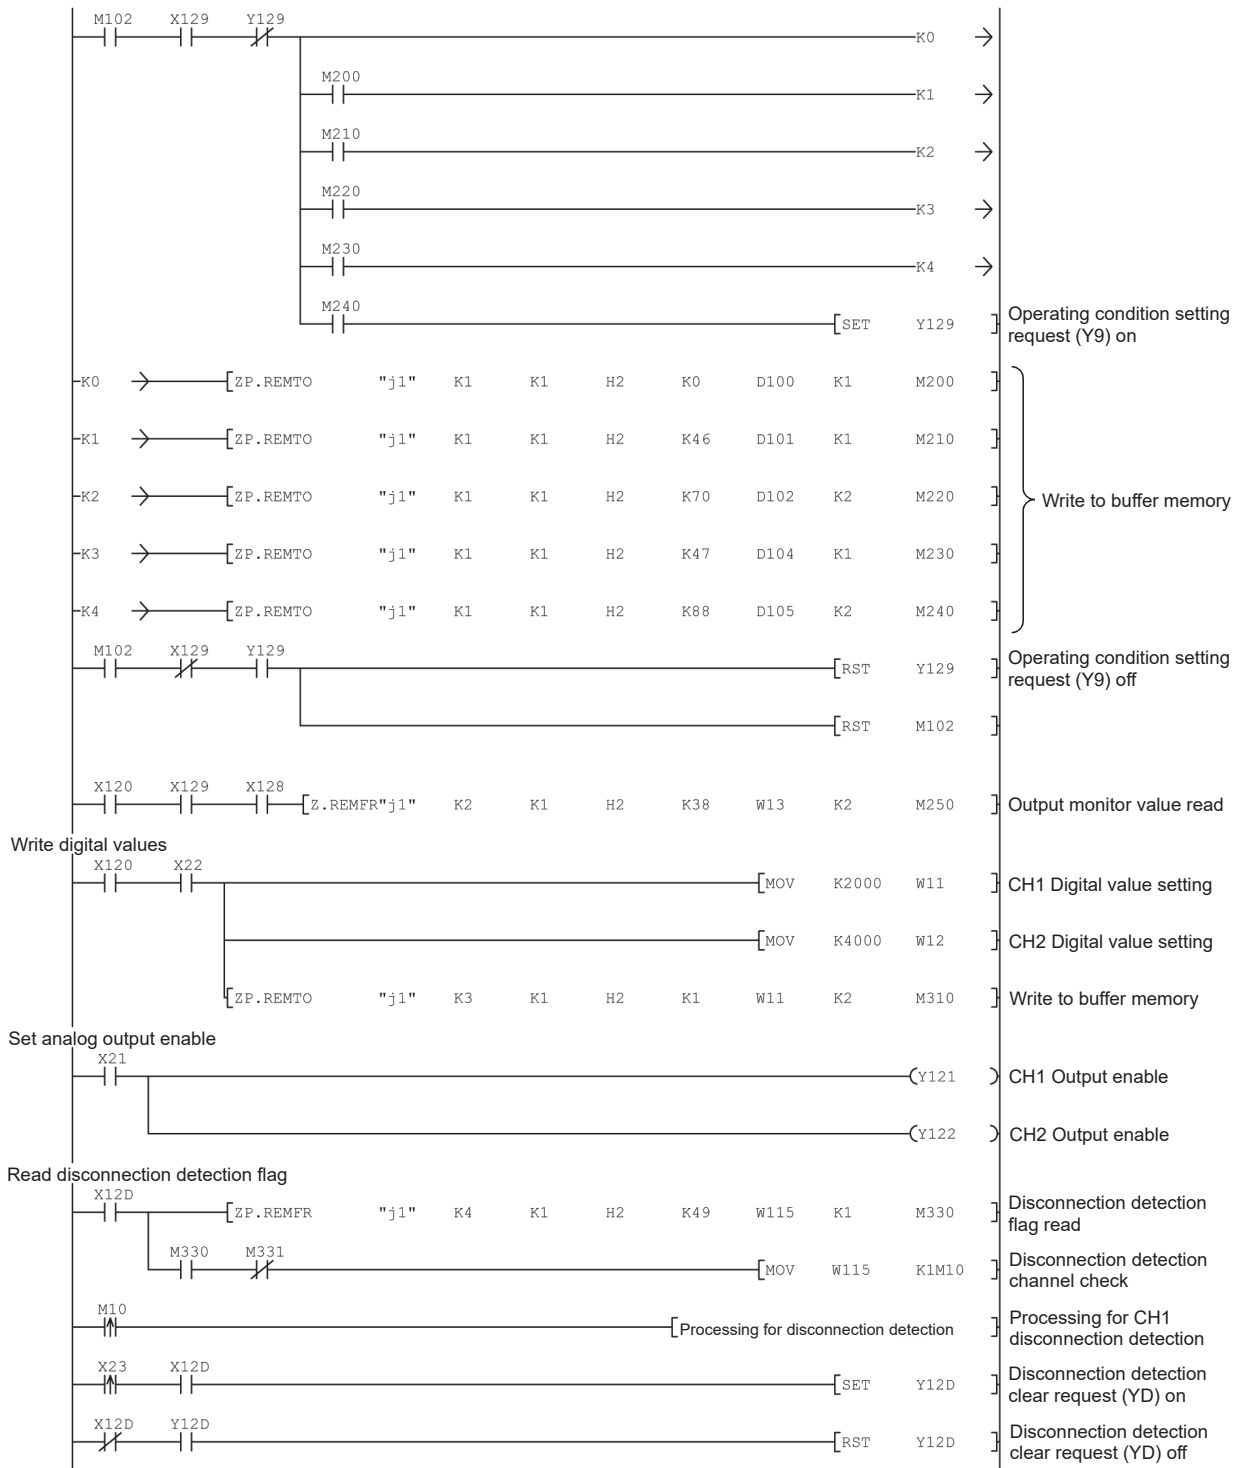 M102 X129 Y129
K0
M200
K1
M210
K2
M220
K3
M230
K4
M240
[SET Y129] Operating condition setting
request (Y9) on
K0 [ZP.REMTO "j1" K1 K1 H2 K0 D100 K1 M200]
K1 [ZP.REMTO "j1" K1 K1 H2 K46 D101 K1 M210]
K2 [ZP.REMTO "j1" K1 K1 H2 K70 D102 K2 M220]
Write to buffer memory
K3 [ZP.REMTO "j1" K1 K1 H2 K47 D104 K1 M230]
K4 [ZP.REMTO "j1" K1 K1 H2 K88 D105 K2 M240]
M102 X129 Y129
[RST Y129] Operating condition setting
request (Y9) off
[RST M102]
X120 X129 X128
[Z.REMFR "j1" K2 K1 H2 K38 W13 K2 M250] Output monitor value read
Write digital values
X120 X22
[MOV K2000 W11] CH1 Digital value setting
[MOV K4000 W12] CH2 Digital value setting
[ZP.REMTO "j1" K3 K1 H2 K1 W11 K2 M310] Write to buffer memory
Set analog output enable
X21
(Y121) CH1 Output enable
(Y122) CH2 Output enable
Read disconnection detection flag
X12D
[ZP.REMFR "j1" K4 K1 H2 K49 W115 K1 M330] Disconnection detection
flag read
M330 M331
[MOV W115 K1M10] Disconnection detection
channel check
M10
[Processing for disconnection detection] Processing for CH1
disconnection detection
X23 X12D
[SET Y12D] Disconnection detection
clear request (YD) on
X12D Y12D
[RST Y12D] Disconnection detection
clear request (YD) off